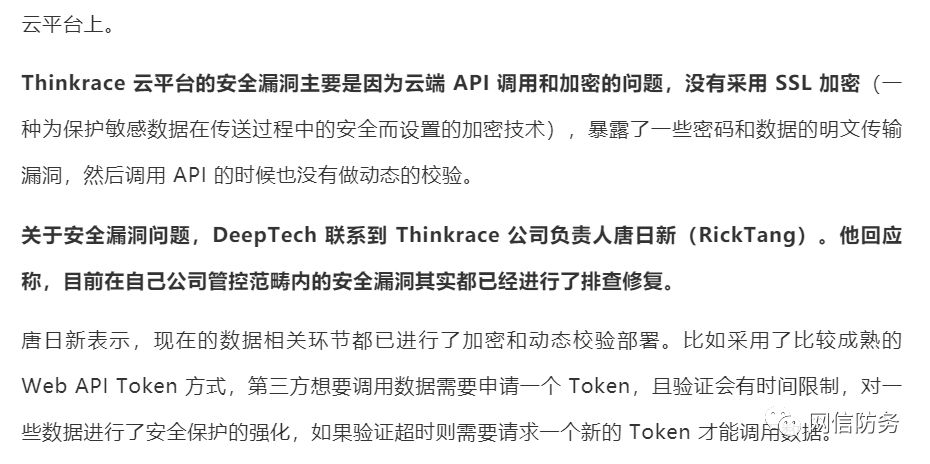 云平台上。
Thinkrace 云平台的安全漏洞主要是因为云端 API 调用和加密的问题，没有采用 SSL 加密（一
种为保护敏感数据在传送过程中的安全而设置的加密技术），暴露了一些密码和数据的明文传输
漏洞，然后调用 API 的时候也没有做动态的校验。
关于安全漏洞问题，DeepTech 联系到 Thinkrace 公司负责人唐日新（RickTang）。他回应
称，目前在自己公司管控范畴内的安全漏洞其实都已经进行了排查修复。
唐日新表示，现在的数据相关环节都已进行了加密和动态校验部署。比如采用了比较成熟的
Web API Token 方式，第三方想要调用数据需要申请一个 Token，且验证会有时间限制，对一
些数据进行了安全保护的强化，如果验证超时则需要请求一个新的 Token 才能调用数据。
网信防务